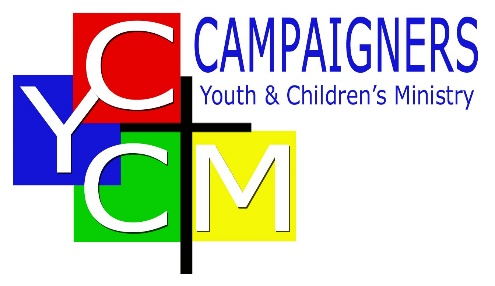 CAMPAIGNERS
Youth & Children's Ministry
C
Y
C M